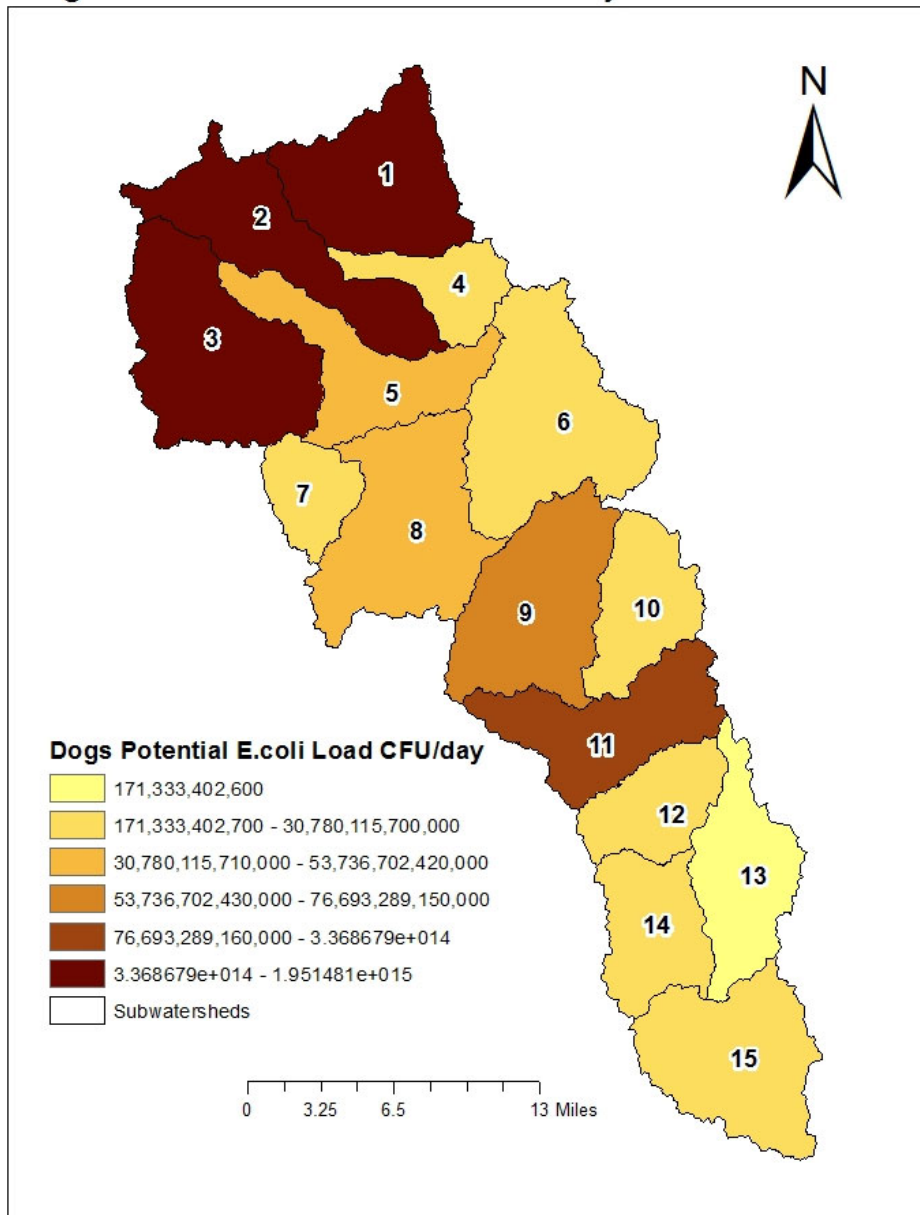 N
1
2
4
3
5
6
7
8
9
10
11
12
13
14
15
Dogs Potential E.coli Load CFU/day
171,333,402,600
171,333,402,700 - 30,780,115,700,000
30,780,115,710,000 - 53,736,702,420,000
53,736,702,430,000 - 76,693,289,150,000
76,693,289,160,000 - 3.368679e+014
3.368679e+014 - 1.951481e+015
Subwatersheds
0 3.25 6.5 13 Miles